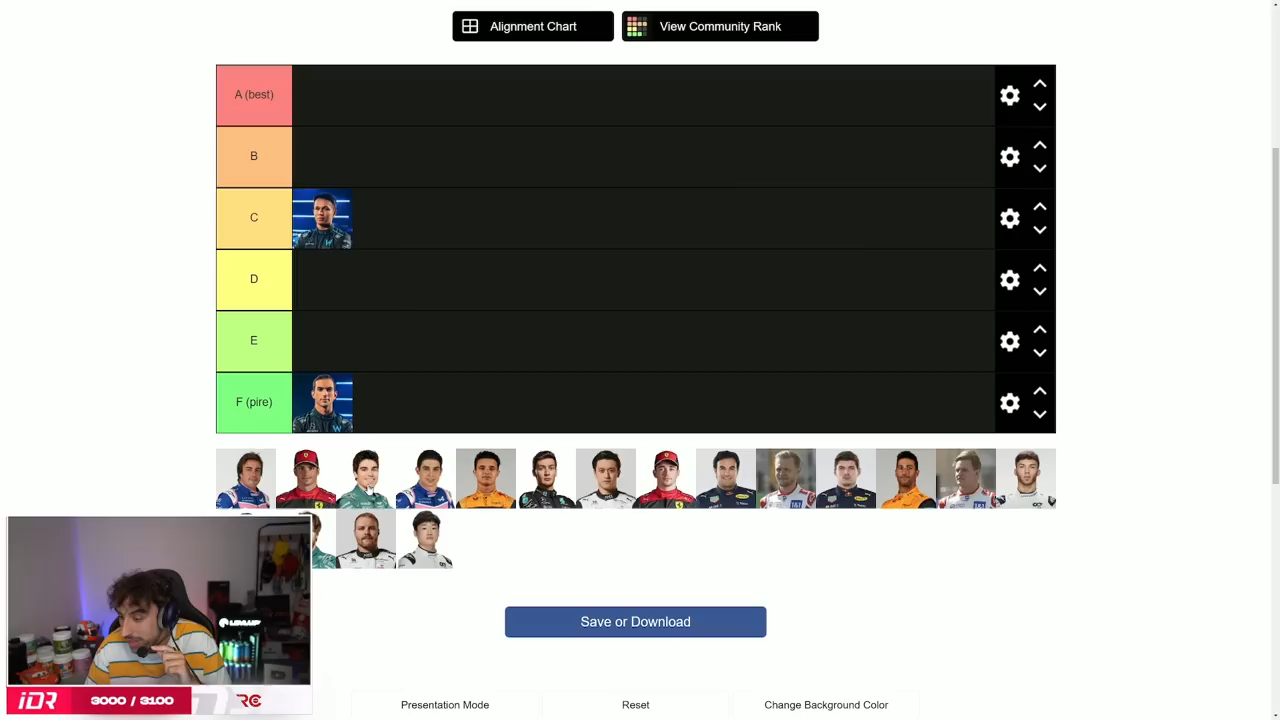 Alignment Chart
View Community Rank
A (best)
B
C
D
E
F (pire)
Save or Download
iDR
3000 / 3100
Presentation Mode
Reset
Change Background Color